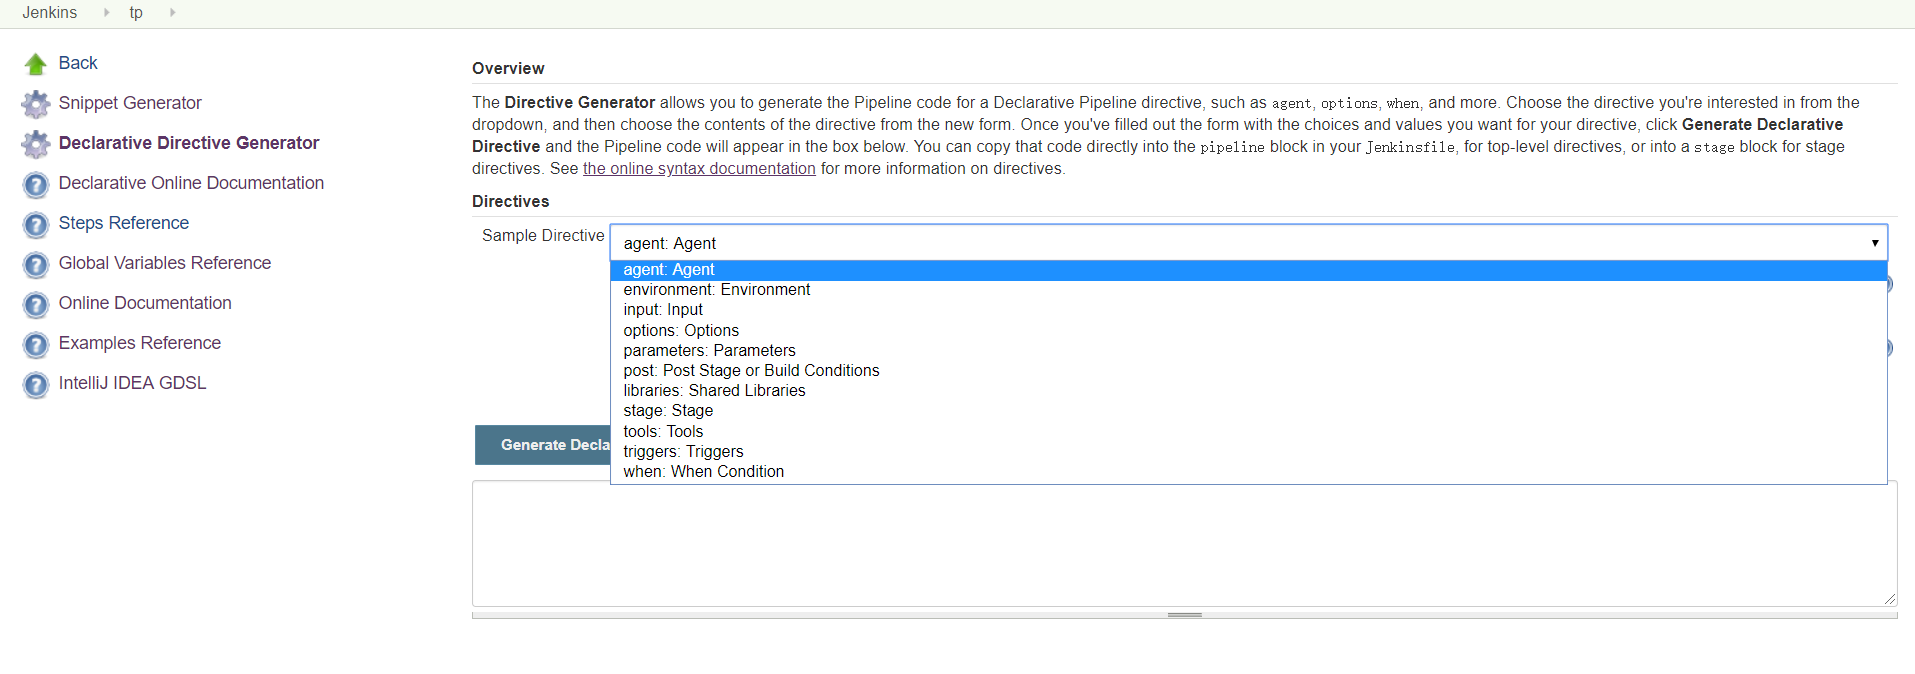 Jenkins tp
Back
Snippet Generator
Declarative Directive Generator
Declarative Online Documentation
Steps Reference
Global Variables Reference
Online Documentation
Examples Reference
IntelliJ IDEA GDSL
Overview
The Directive Generator allows you to generate the Pipeline code for a Declarative Pipeline directive, such as agent, options, when, and more. Choose the directive you're interested in from the
dropdown, and then choose the contents of the directive from the new form. Once you've filled out the form with the choices and values you want for your directive, click Generate Declarative
Directive and the Pipeline code will appear in the box below. You can copy that code directly into the pipeline block in your Jenkinsfile, for top-level directives, or into a stage block for stage
directives. See the online syntax documentation for more information on directives.
Directives
Sample Directive agent: Agent
agent: Agent
environment: Environment
input: Input
options: Options
parameters: Parameters
post: Post Stage or Build Conditions
libraries: Shared Libraries
stage: Stage
tools: Tools
triggers: Triggers
when: When Condition
Generate Decla